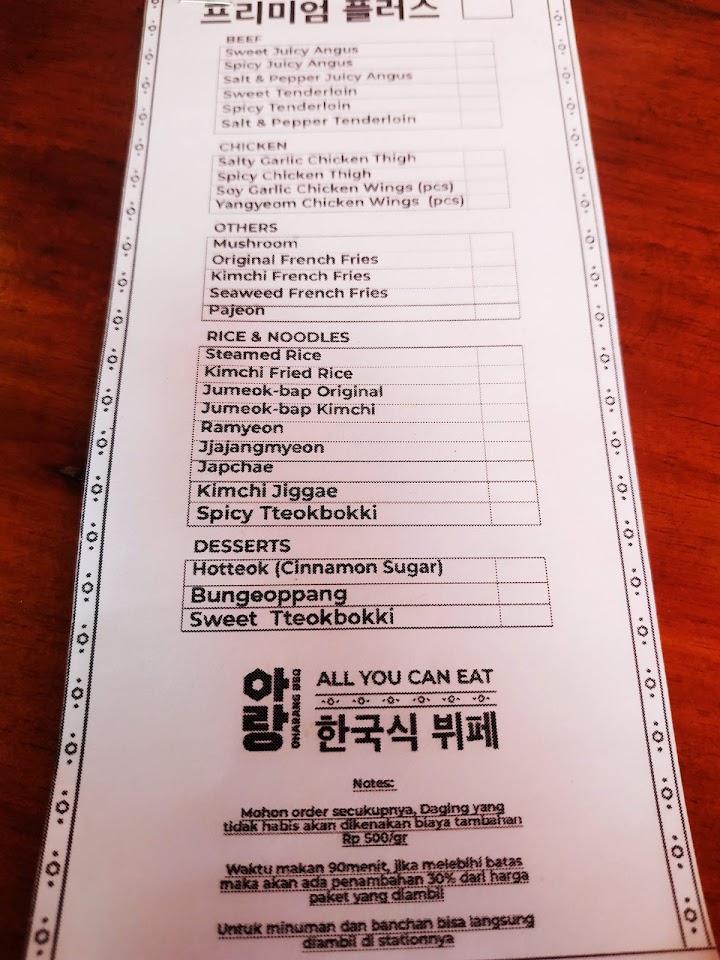 프리미엄 플러스
BEEF
Sweet Juicy Angus
Spicy Juicy Angus
Salt & Pepper Juicy Angus
Sweet Tenderloin
Spicy Tenderloin
Salt & Pepper Tenderloin
CHICKEN
Salty Garlic Chicken Thigh
Spicy Chicken Thigh
Soy Garlic Chicken Wings (pcs)
Yangyeom Chicken Wings (pcs)
OTHERS
Mushroom
Original French Fries
Kimchi French Fries
Seaweed French Fries
Pajeon
RICE & NOODLES
Steamed Rice
Kimchi Fried Rice
Jumeok-bap Original
Jumeok-bap Kimchi
Ramyeon
Jjajangmyeon
Japchae
Kimchi Jiggae
Spicy Tteokbokki
DESSERTS
Hotteok (Cinnamon Sugar)
Bungeoppang
Sweet Tteokbokki
아랑
OHARANG BBQ
ALL YOU CAN EAT
한국식 뷔페
Notes:
Mohon order secukupnya, Daging yang
tidak habis akan dikenakan biaya tambahan
Rp 500/gr
Waktu makan 90menit, jika melebihi batas
maka akan ada penambahan 30% dari harga
paket yang diambil
Untuk minuman dan banchan bisa langsung
diambil di stationnya